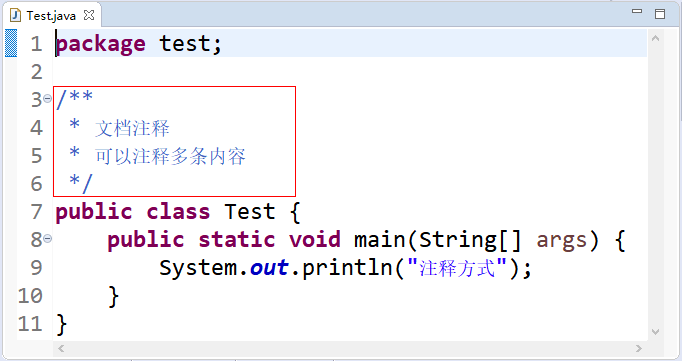 Test.java
1 package test;
2
3 /**
4  * 文档注释
5  * 可以注释多条内容
6  */
7 public class Test {
8     public static void main(String[] args) {
9         System.out.println("注释方式");
10     }
11 }